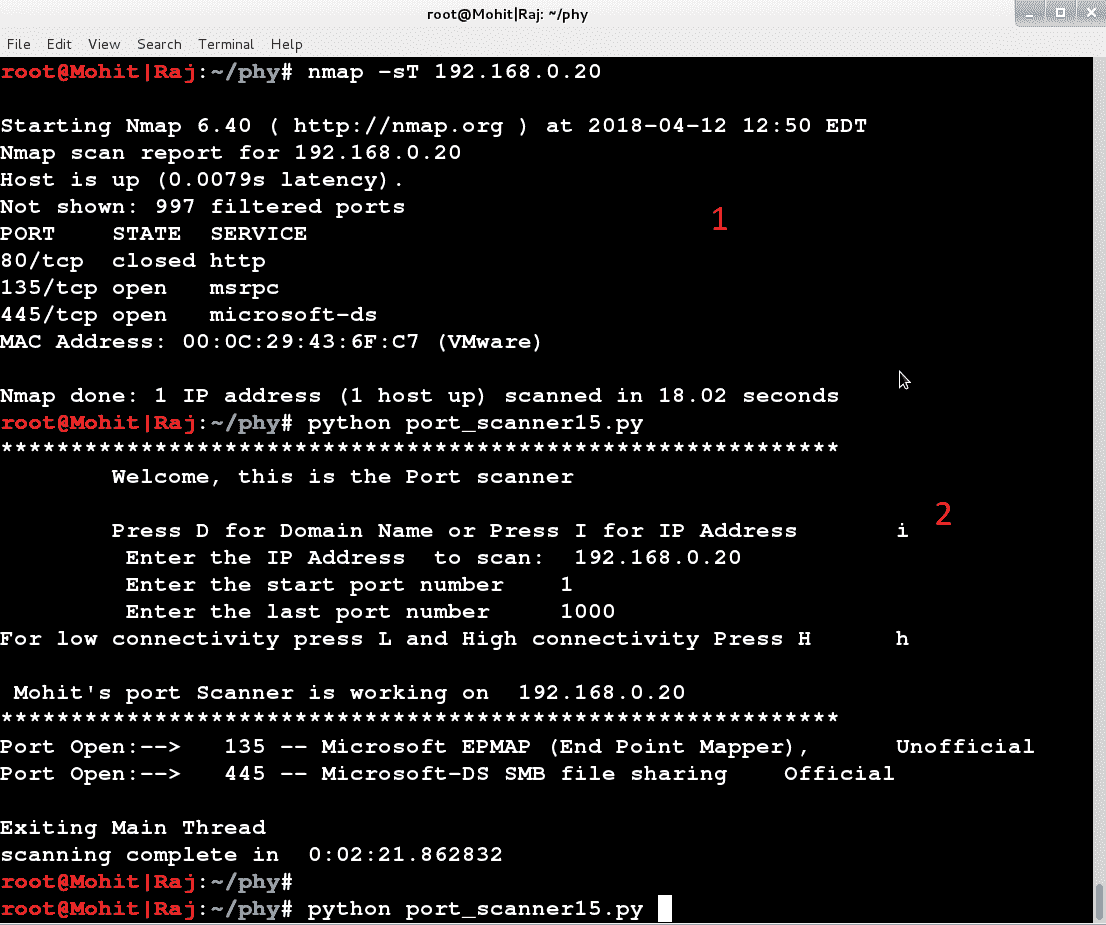 root@Mohit|Raj: ~/phy
File Edit View Search Terminal Help
root@Mohit|Raj:~/phy# nmap -sT 192.168.0.20
Starting Nmap 6.40 ( http://nmap.org ) at 2018-04-12 12:50 EDT
Nmap scan report for 192.168.0.20
Host is up (0.0079s latency).
Not shown: 997 filtered ports
1
PORT    STATE  SERVICE
80/tcp  closed http
135/tcp open   msrpc
445/tcp open   microsoft-ds
MAC Address: 00:0C:29:43:6F:C7 (VMware)
Nmap done: 1 IP address (1 host up) scanned in 18.02 seconds
root@Mohit|Raj:~/phy# python port_scanner15.py
************************************************************
Welcome, this is the Port scanner
2
Press D for Domain Name or Press I for IP Address       i
Enter the IP Address  to scan:  192.168.0.20
Enter the start port number    1
Enter the last port number     1000
For low connectivity press L and High connectivity Press H      h
Mohit's port Scanner is working on  192.168.0.20
************************************************************
Port Open:-->   135 -- Microsoft EPMAP (End Point Mapper),      Unofficial
Port Open:-->   445 -- Microsoft-DS SMB file sharing    Official
Exiting Main Thread
scanning complete in  0:02:21.862832
root@Mohit|Raj:~/phy#
root@Mohit|Raj:~/phy# python port_scanner15.py